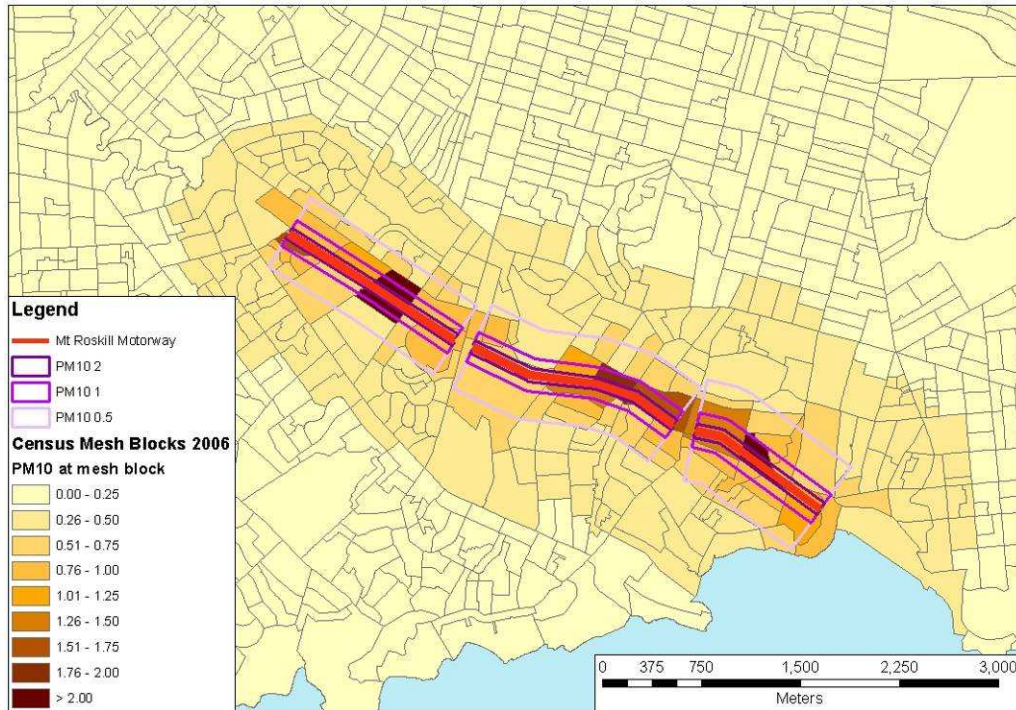 Legend
Mt Roskill Motorway
PM10 2
PM10 1
PM10 0.5
Census Mesh Blocks 2006
PM10 at mesh block
0.00 - 0.25
0.26 - 0.50
0.51 - 0.75
0.76 - 1.00
1.01 - 1.25
1.26 - 1.50
1.51 - 1.75
1.76 - 2.00
> 2.00
0 375 750 1,500 2,250 3,000
Meters